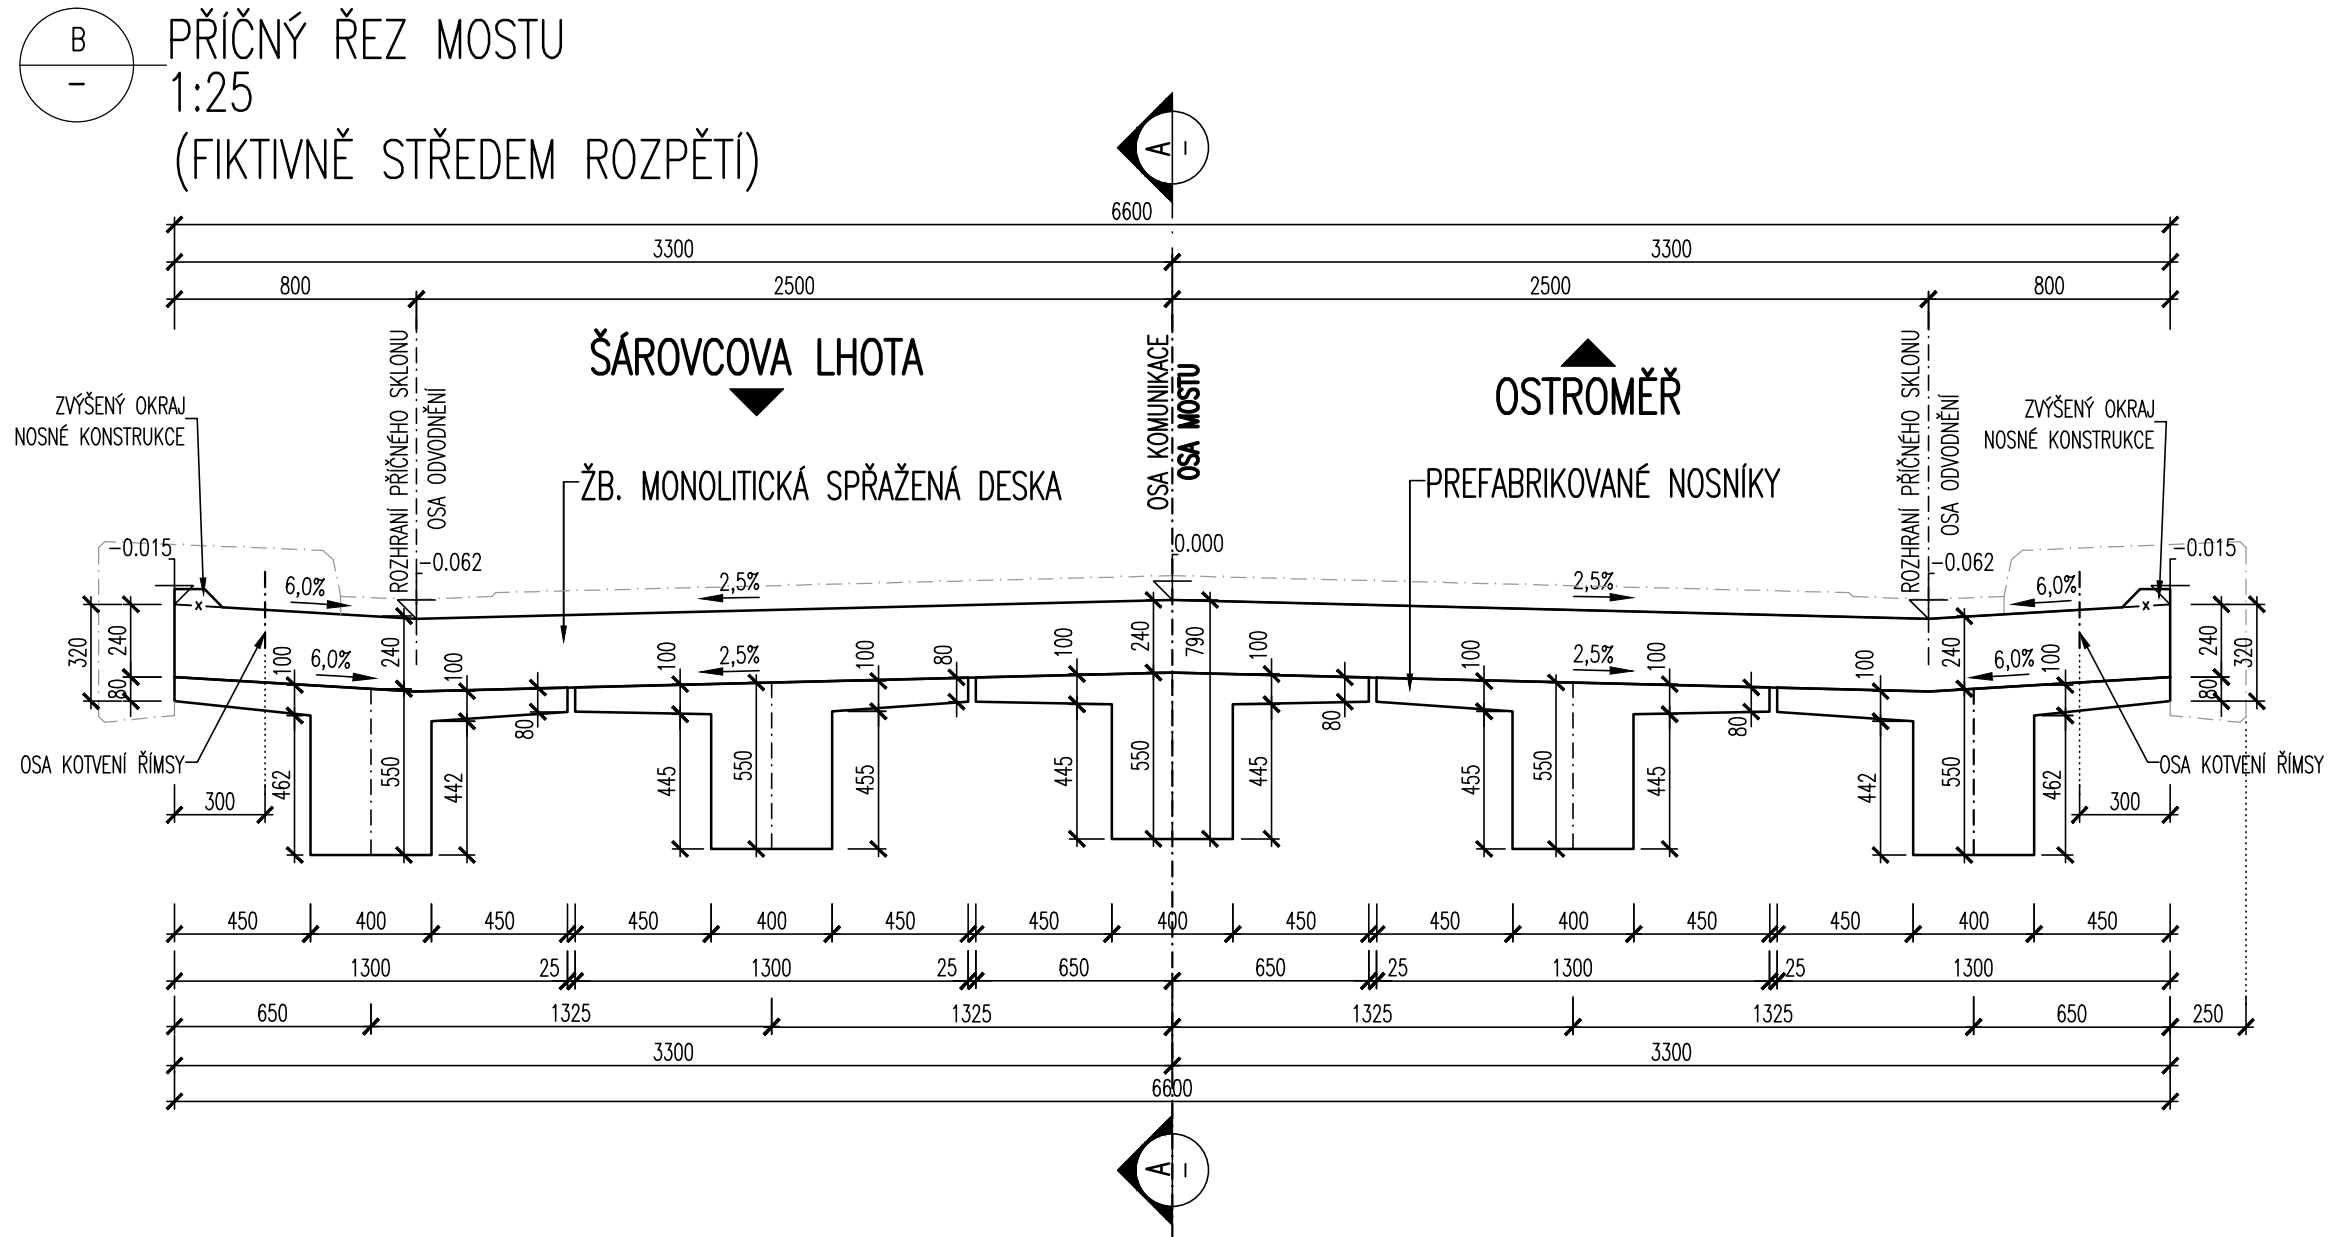 B
-
PŘÍČNÝ ŘEZ MOSTU
1:25
(FIKTIVNĚ STŘEDEM ROZPĚTÍ)
A
-
6600
3300 3300
800 2500 2500 800
ROZHRANÍ PŘÍČNÉHO SKLONU
OSA ODVODNĚNÍ
ŠÁROVCOVA LHOTA
OSA KOMUNIKACE
OSA MOSTU
OSTROMĚŘ
ROZHRANÍ PŘÍČNÉHO SKLONU
OSA ODVODNĚNÍ
ZVÝŠENÝ OKRAJ
NOSNÉ KONSTRUKCE
ZVÝŠENÝ OKRAJ
NOSNÉ KONSTRUKCE
ŽB. MONOLITICKÁ SPŘAŽENÁ DESKA
PREFABRIKOVANÉ NOSNÍKY
-0.015 -0.062 0.000 -0.062 -0.015
6,0% 2,5% 2,5% 6,0%
x x
320 240 80 100 6,0% 240 100 100 2,5% 100 80 100 240 790 100 100 2,5% 100 100 240 6,0% 100 240 80 320
80 80 80
OSA KOTVENÍ ŘÍMSY
462 550 442 445 550 455 445 550 445 455 550 445 442 550 462
OSA KOTVENÍ ŘÍMSY
300 300
450 400 450 450 400 450 450 400 450 450 400 450 450 400 450
1300 25 1300 25 650 650 25 1300 25 1300
650 1325 1325 1325 1325 650 250
3300 3300
6600
A
-